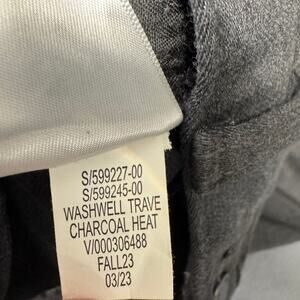 S/599227-00
S/599245-00
WASHWELL TRAVE
CHARCOAL HEAT
V/000306488
FALL23
03/23